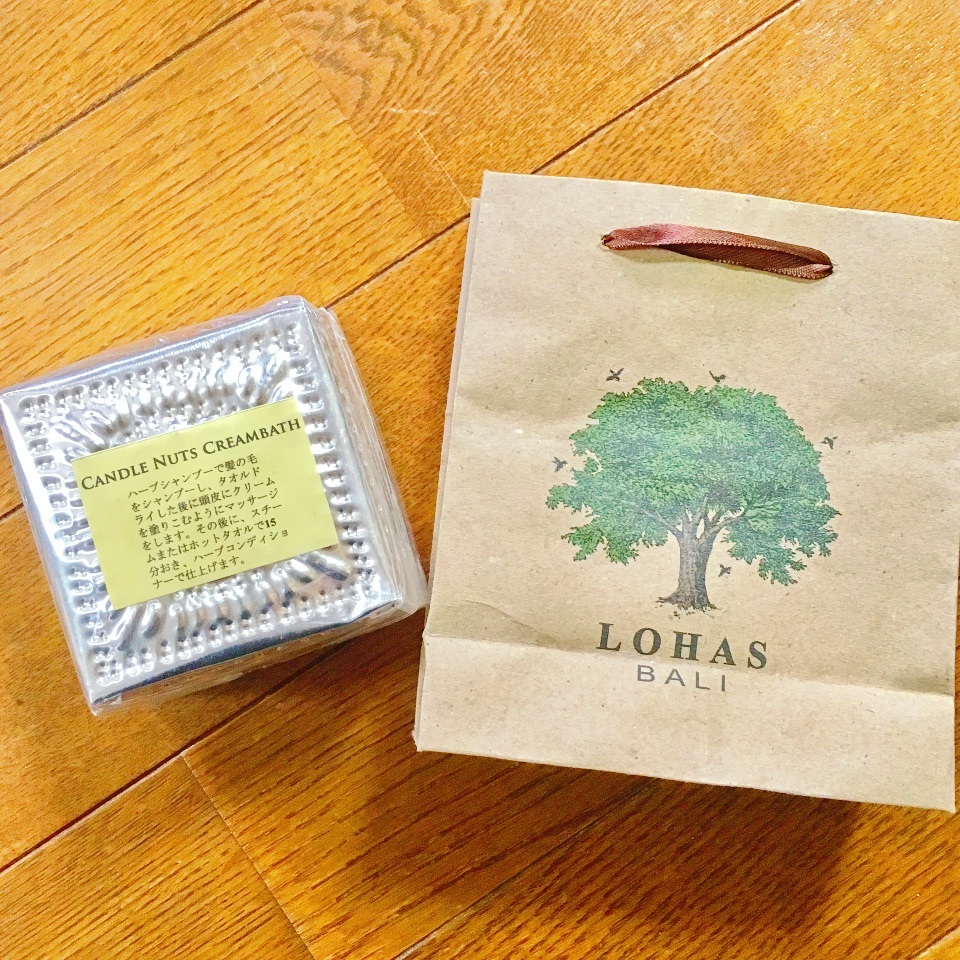 CANDLE NUTS CREAMBATH
ハーブシャンプーで髪の毛
をシャンプーし、タオルド
ライした後に頭皮にクリーム
を塗りこむようにマッサージ
をします。その後に、スチー
ムまたはホットタオルで15
分おき、ハーブコンディショ
ナーで仕上げます。
LOHAS
BALI